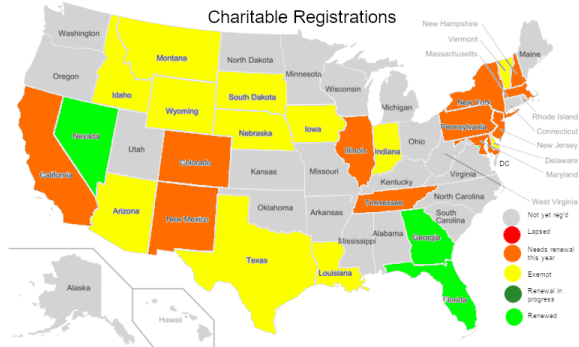 Charitable Registrations
Washington
Oregon
California
Nevada
Idaho
Montana
Wyoming
Utah
Arizona
Colorado
New Mexico
North Dakota
South Dakota
Nebraska
Kansas
Oklahoma
Texas
Minnesota
Iowa
Missouri
Arkansas
Louisiana
Wisconsin
Illinois
Michigan
Indiana
Ohio
Kentucky
Tennessee
Mississippi
Alabama
Georgia
Florida
South
Carolina
North Carolina
Virginia
Pennsylvania
New York
Maine
New Hampshire
Vermont
Massachusetts
Rhode Island
Connecticut
New Jersey
Delaware
Maryland
DC
West Virginia
Alaska
Hawaii
Not yet reg'd
Lapsed
Needs renewal
this year
Exempt
Renewal in
progress
Renewed